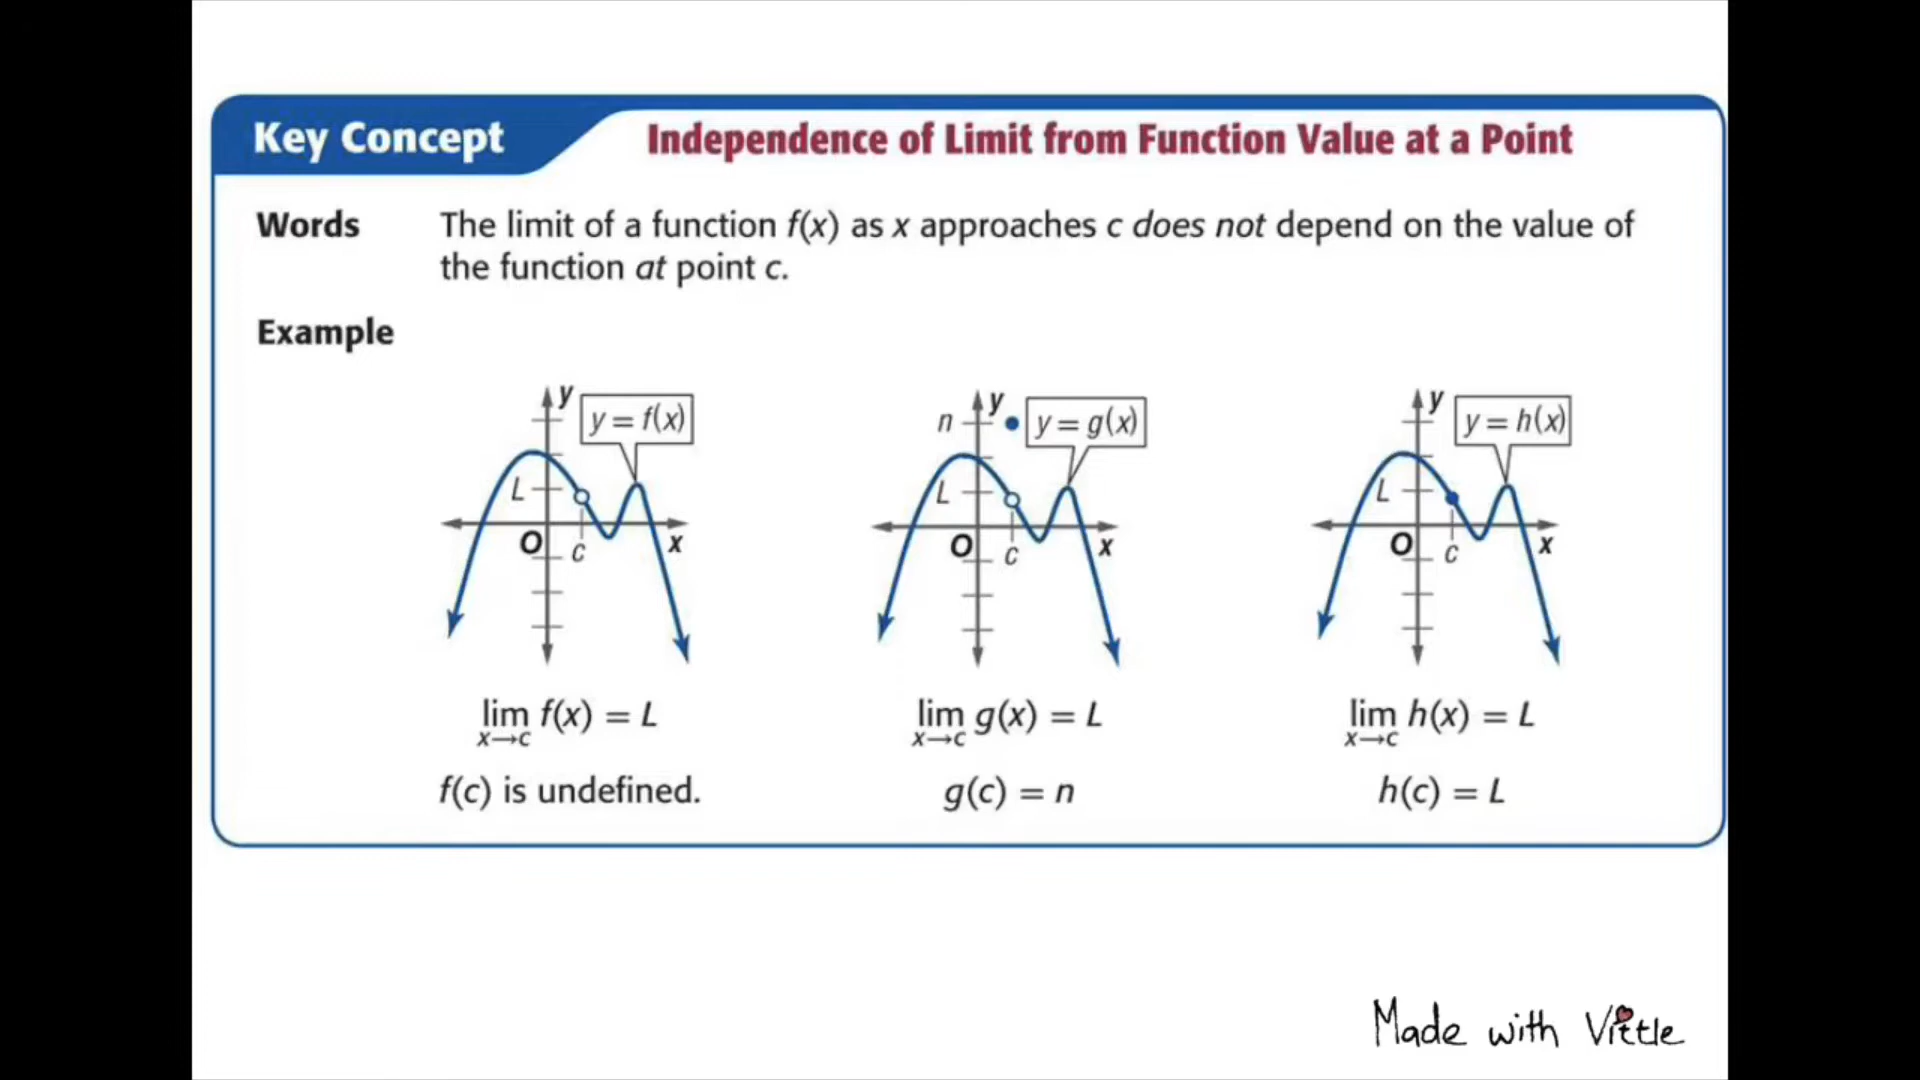 Key Concept
Independence of Limit from Function Value at a Point
Words
The limit of a function f(x) as x approaches c does not depend on the value of
the function at point c.
Example
y
y = f(x)
L
O
c
x
lim f(x) = L
x→c
f(c) is undefined.
n
y
y = g(x)
L
O
c
x
lim g(x) = L
x→c
g(c) = n
y
y = h(x)
L
O
c
x
lim h(x) = L
x→c
h(c) = L
Made with Vittle